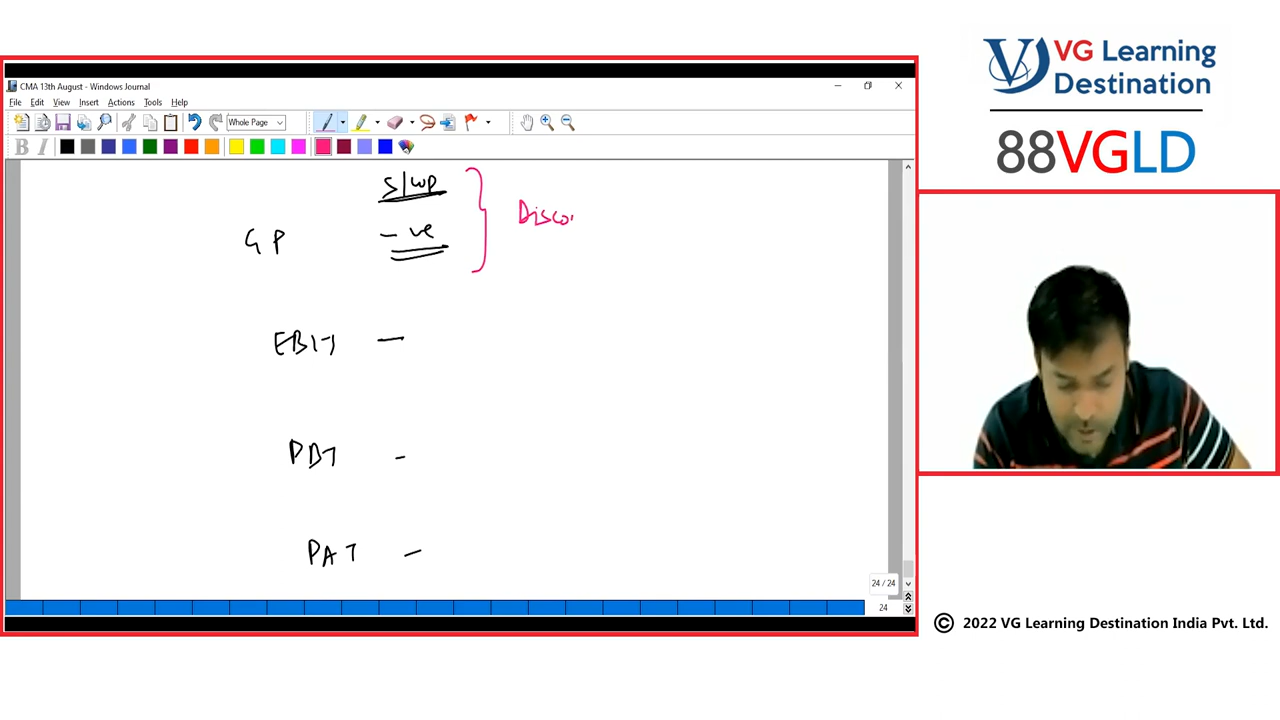 CMA 13th August - Windows Journal
File Edit View Insert Actions Tools Help
Whole Page
B I
S/WP
GP - ve
Disco
EBIT -
PBT -
PAT -
24 / 24
24
VG Learning
Destination
88VGLD
© 2022 VG Learning Destination India Pvt. Ltd.